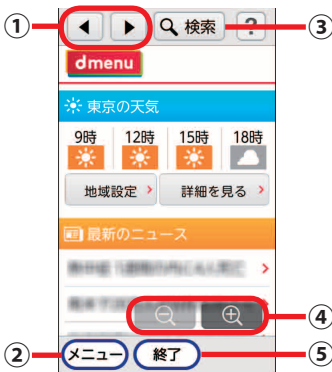 ① ◀ ▶ 検索 ? ③
dmenu
東京の天気
9時 12時 15時 18時
地域設定 > 詳細を見る >
最新のニュース
④
② メニュー 終了 ⑤